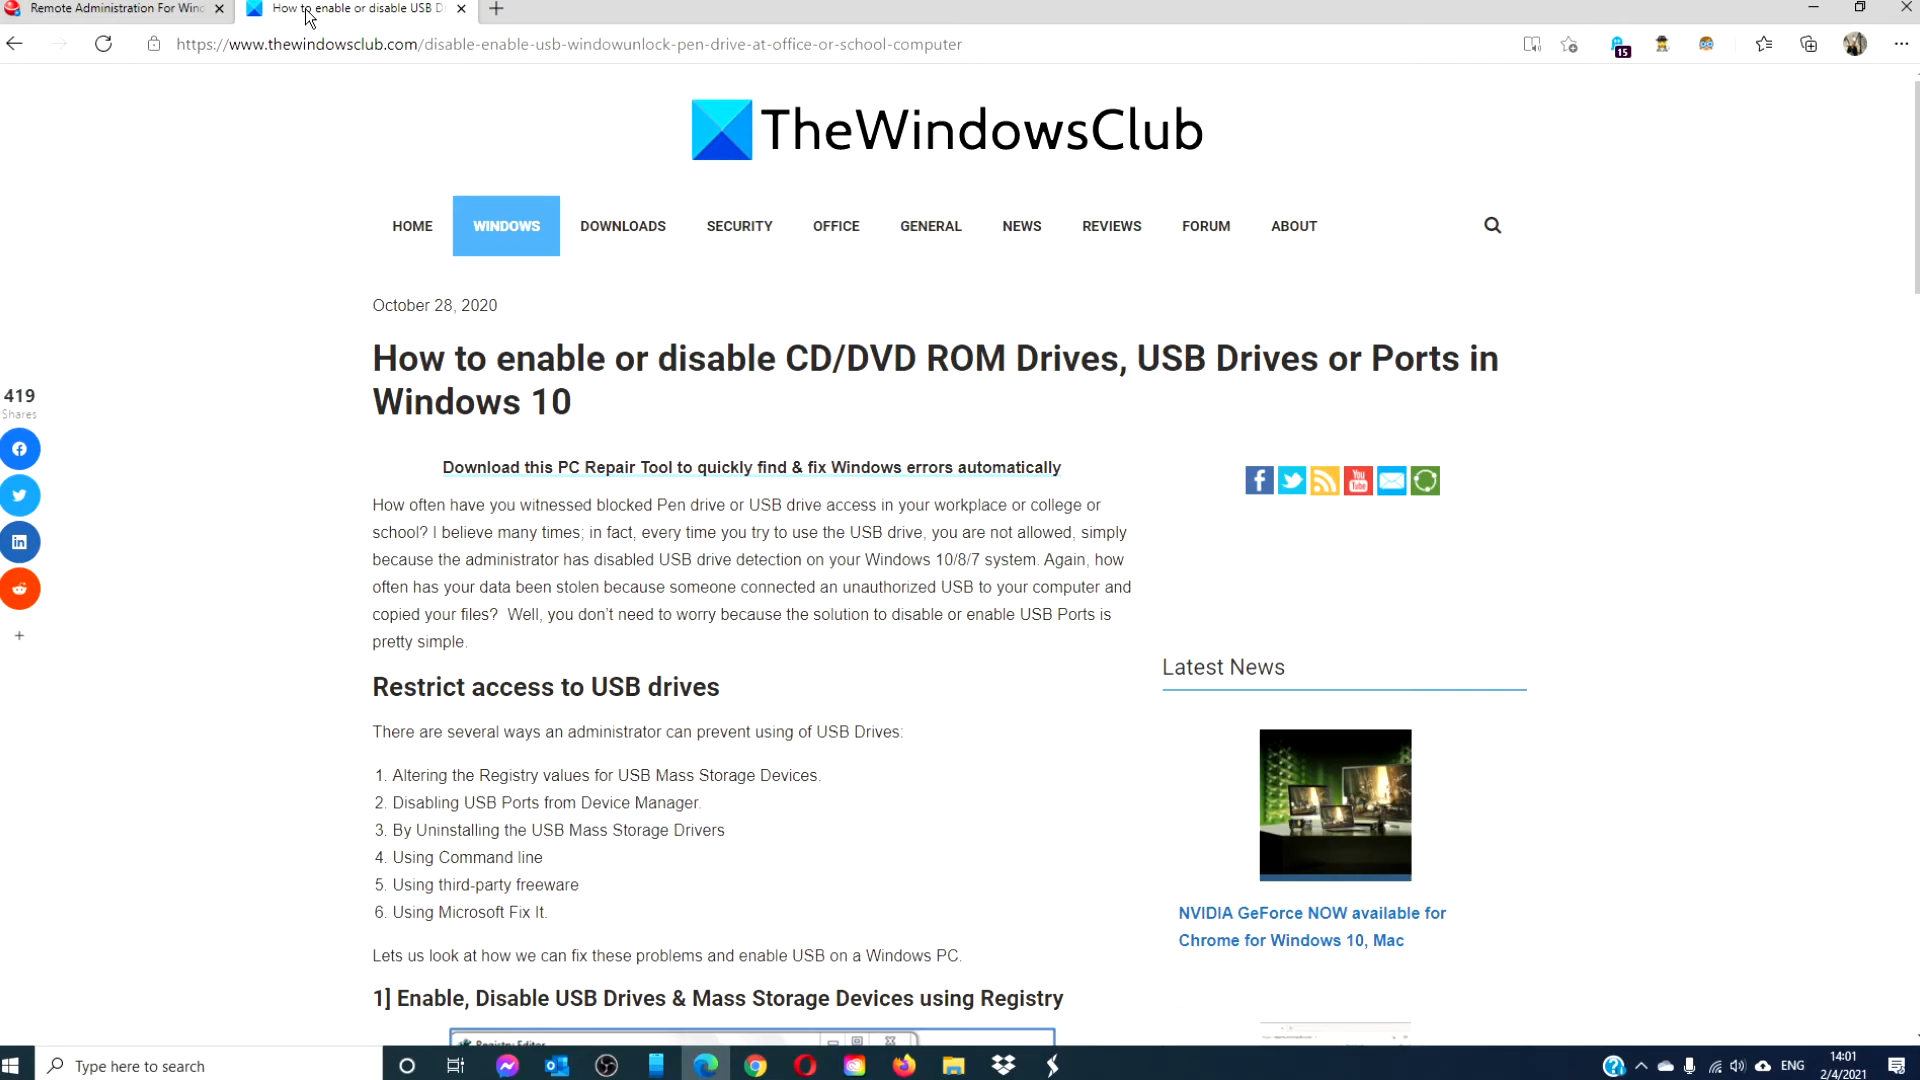 Remote Administration For Wind
How to enable or disable USB D
https://www.thewindowsclub.com/disable-enable-usb-windowunlock-pen-drive-at-office-or-school-computer
15
TheWindowsClub
HOME WINDOWS DOWNLOADS SECURITY OFFICE GENERAL NEWS REVIEWS FORUM ABOUT
October 28, 2020
How to enable or disable CD/DVD ROM Drives, USB Drives or Ports in
Windows 10
419
Shares
Download this PC Repair Tool to quickly find & fix Windows errors automatically
You
Tube
How often have you witnessed blocked Pen drive or USB drive access in your workplace or college or
school? I believe many times; in fact, every time you try to use the USB drive, you are not allowed, simply
because the administrator has disabled USB drive detection on your Windows 10/8/7 system. Again, how
often has your data been stolen because someone connected an unauthorized USB to your computer and
copied your files?  Well, you don't need to worry because the solution to disable or enable USB Ports is
pretty simple.
Latest News
Restrict access to USB drives
There are several ways an administrator can prevent using of USB Drives:
1. Altering the Registry values for USB Mass Storage Devices.
2. Disabling USB Ports from Device Manager.
3. By Uninstalling the USB Mass Storage Drivers
4. Using Command line
5. Using third-party freeware
6. Using Microsoft Fix It.
NVIDIA GeForce NOW available for
Chrome for Windows 10, Mac
Lets us look at how we can fix these problems and enable USB on a Windows PC.
1] Enable, Disable USB Drives & Mass Storage Devices using Registry
Registry Editor
Type here to search
ENG
14:01
2/4/2021